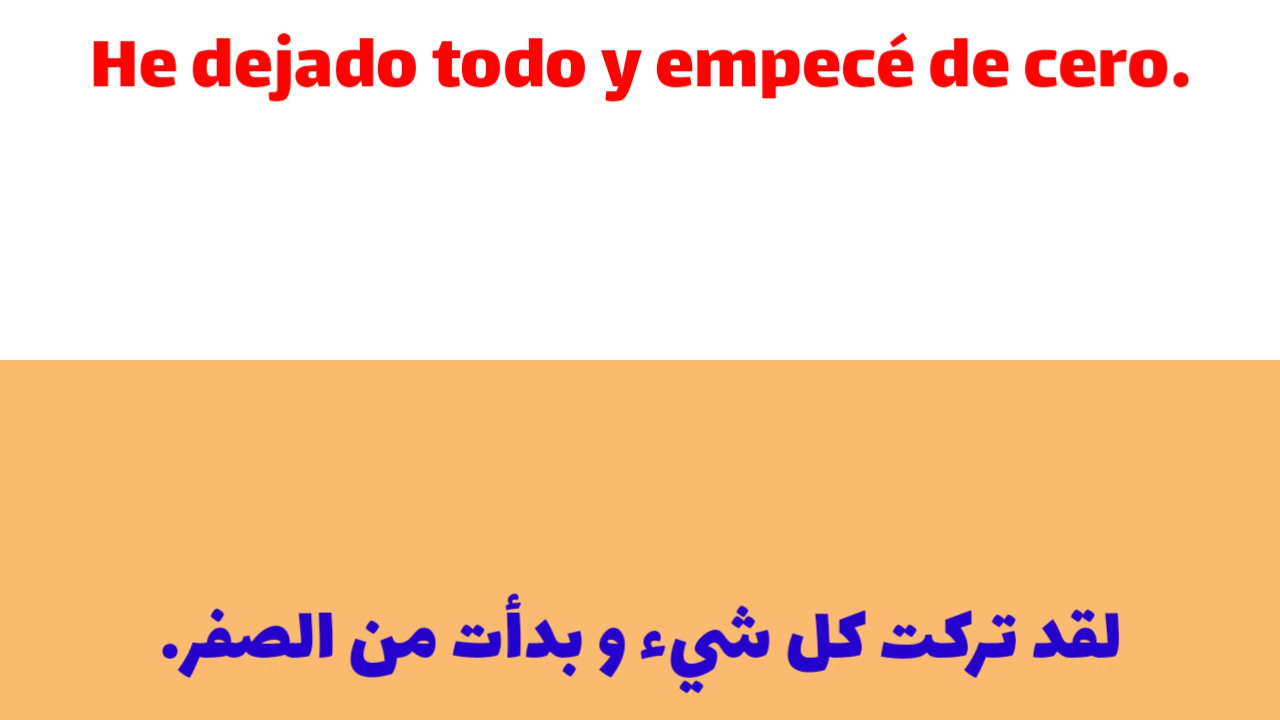 He dejado todo y empecé de cero.
لقد تركت كل شيء و بدأت من الصفر.